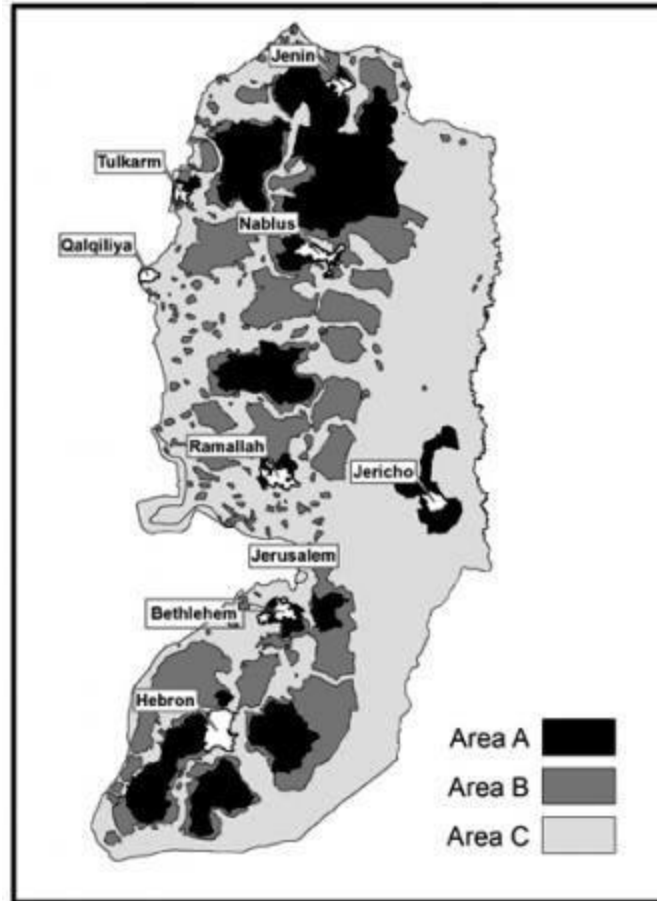 Jenin
Tulkarm
Nablus
Qalqiliya
Ramallah
Jericho
Jerusalem
Bethlehem
Hebron
Area A
Area B
Area C